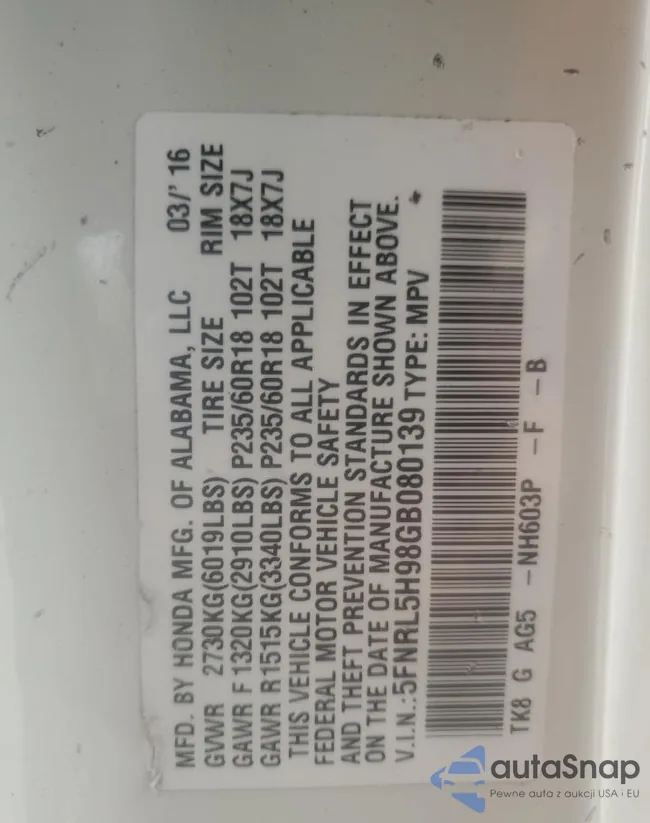 MFD. BY HONDA MFG. OF ALABAMA, LLC 03/' 16
GVWR 2730KG(6019LBS) TIRE SIZE RIM SIZE
GAWR F 1320KG(2910LBS) P235/60R18 102T 18X7J
GAWR R 1515KG(3340LBS) P235/60R18 102T 18X7J
THIS VEHICLE CONFORMS TO ALL APPLICABLE
FEDERAL MOTOR VEHICLE SAFETY
AND THEFT PREVENTION STANDARDS IN EFFECT
ON THE DATE OF MANUFACTURE SHOWN ABOVE.
V.I.N.:5FNRL5H98GB080139 TYPE: MPV
TK8 G AG5 -NH603P -F -B
autaSnap
Pewne auta z aukcji USA i EU